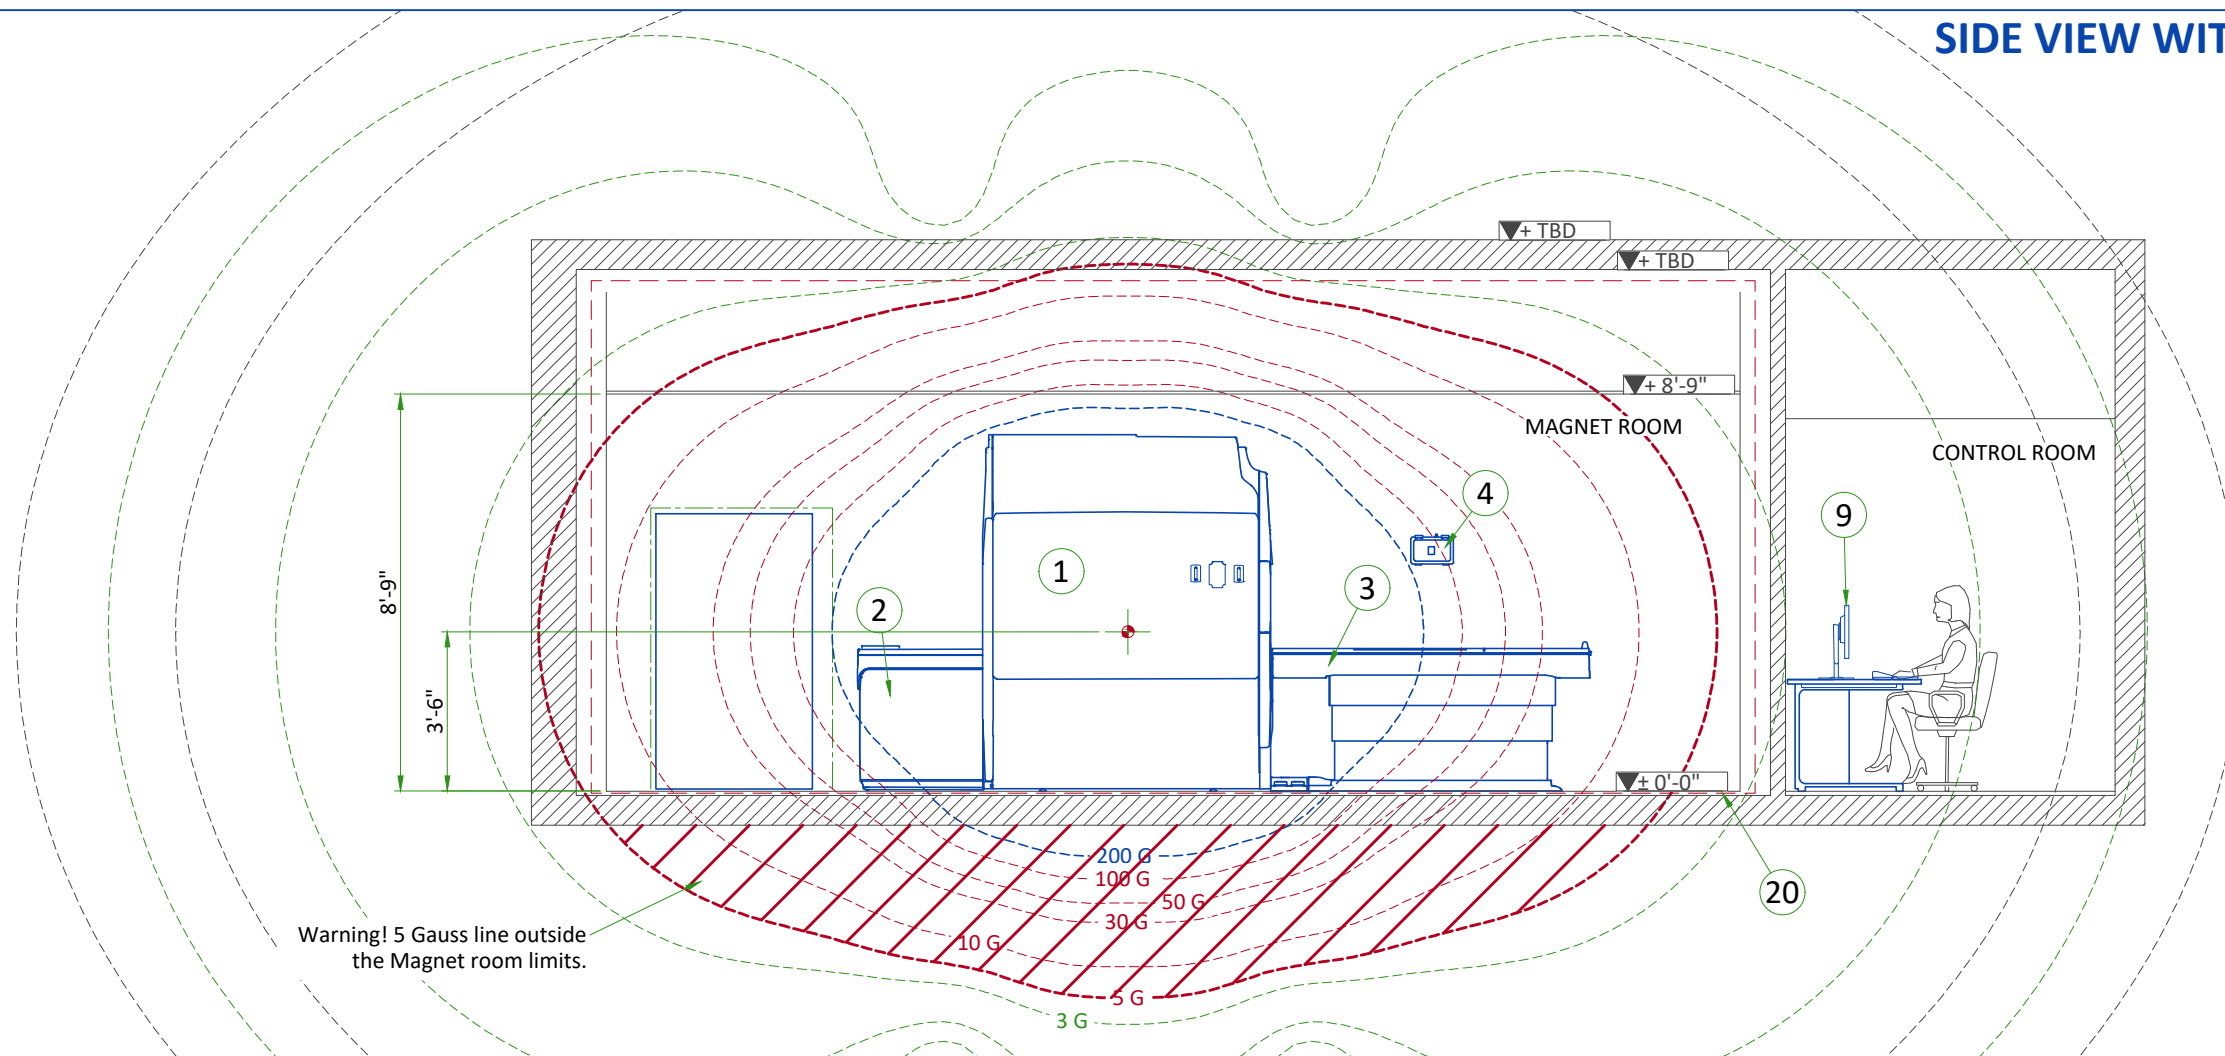 SIDE VIEW WIT
+ TBD
+ TBD
+ 8'-9"
MAGNET ROOM
CONTROL ROOM
4
9
1
3
2
8'-9"
3'-6"
± 0'-0"
200 G
100 G
50 G
30 G
10 G
5 G
3 G
20
Warning! 5 Gauss line outside
the Magnet room limits.